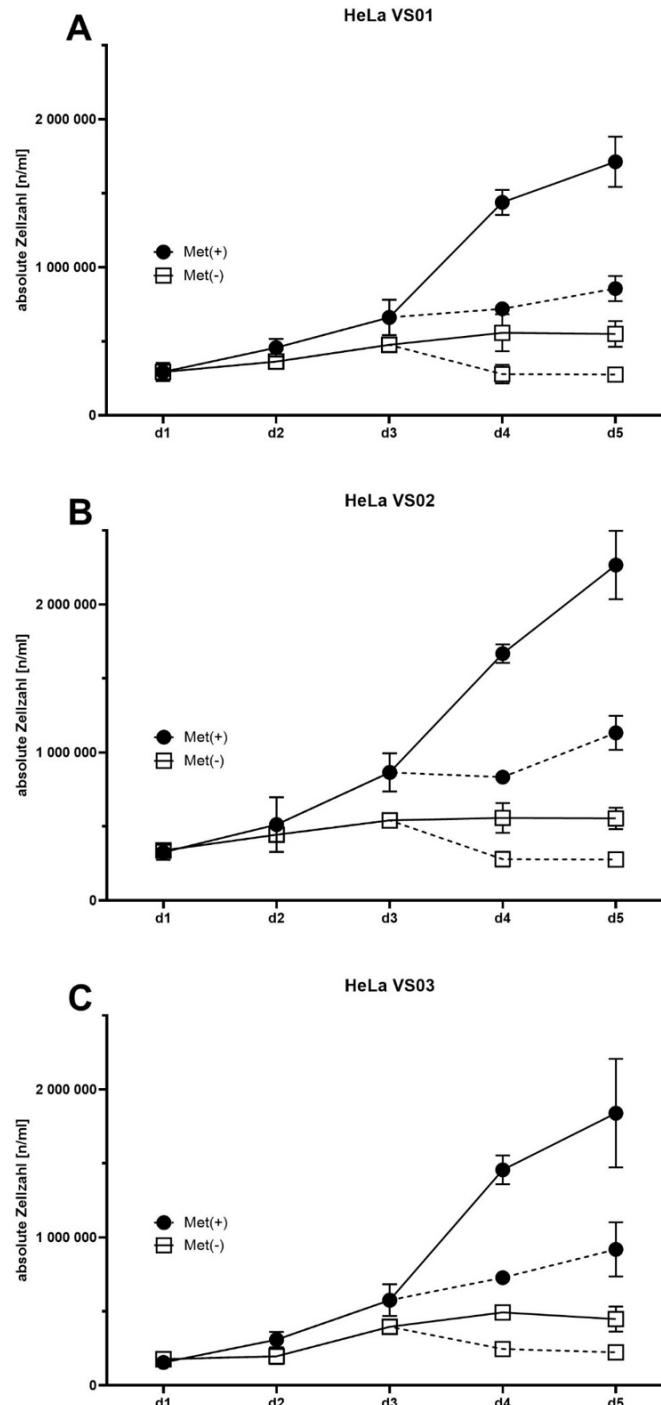 A
HeLa VS01
absolute Zellzahl [n/ml]
2 000 000
1 000 000
0
Met(+)
Met(-)
d1 d2 d3 d4 d5
B
HeLa VS02
absolute Zellzahl [n/ml]
2 000 000
1 000 000
0
Met(+)
Met(-)
d1 d2 d3 d4 d5
C
HeLa VS03
absolute Zellzahl [n/ml]
2 000 000
1 000 000
0
Met(+)
Met(-)
d1 d2 d3 d4 d5